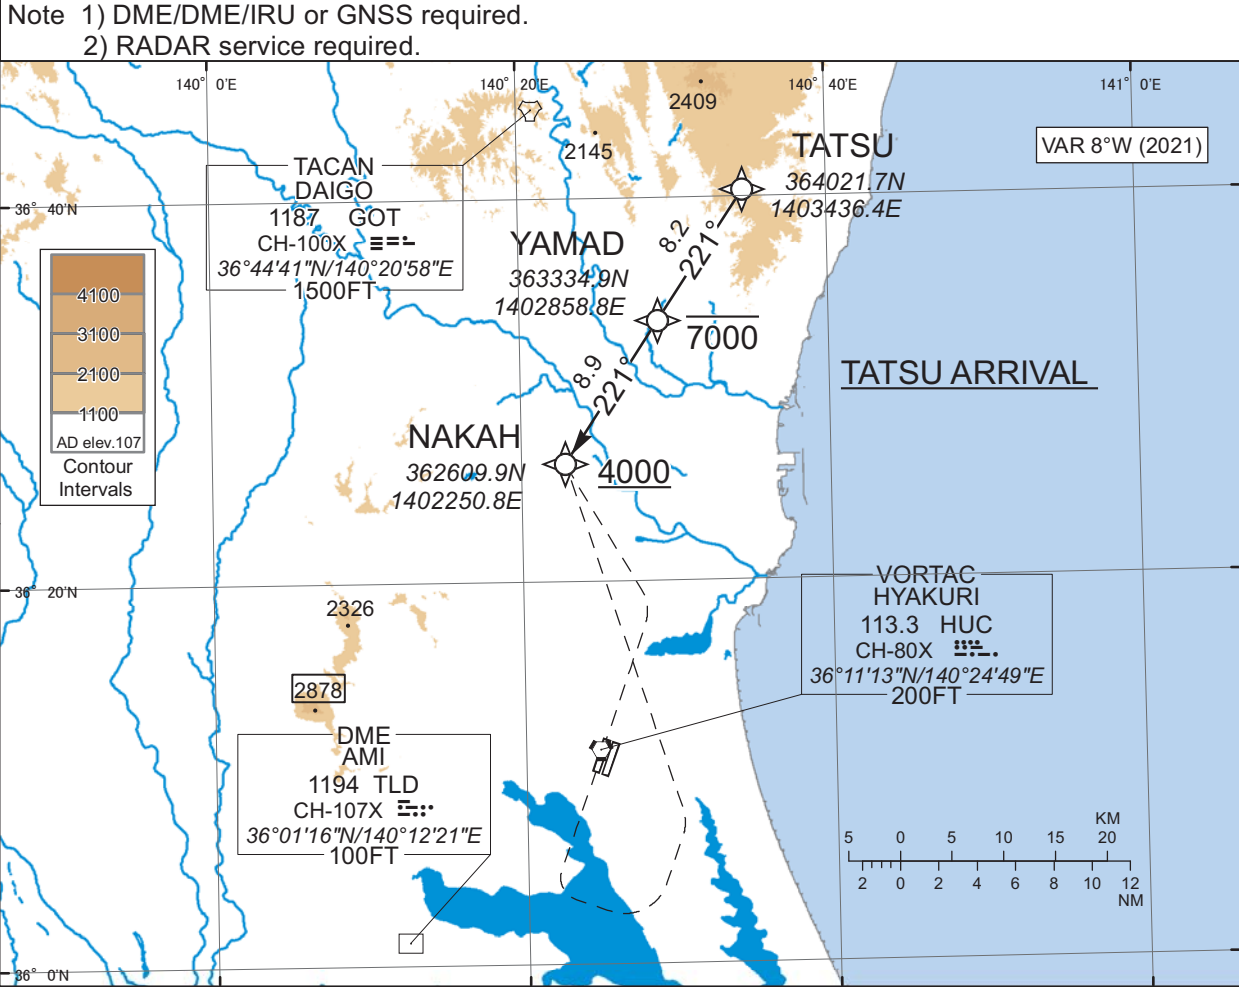 Note 1) DME/DME/IRU or GNSS required.
2) RADAR service required.
140° 0'E
140° 20'E
140° 40'E
141° 0'E
2409
2145
VAR 8°W (2021)
TATSU
364021.7N
1403436.4E
TACAN
DAIGO
1187 GOT
CH-100X
36°44'41"N/140°20'58"E
1500FT
36° 40'N
8.2
221°
YAMAD
363334.9N
1402858.8E
7000
4100
3100
2100
1100
AD elev.107
Contour
Intervals
TATSU ARRIVAL
8.9
221°
NAKAH
362609.9N
1402250.8E
4000
36° 20'N
2326
2878
VORTAC
HYAKURI
113.3 HUC
CH-80X
36°11'13"N/140°24'49"E
200FT
DME
AMI
1194 TLD
CH-107X
36°01'16"N/140°12'21"E
100FT
KM
5 0 5 10 15 20
2 0 2 4 6 8 10 12
NM
36° 0'N